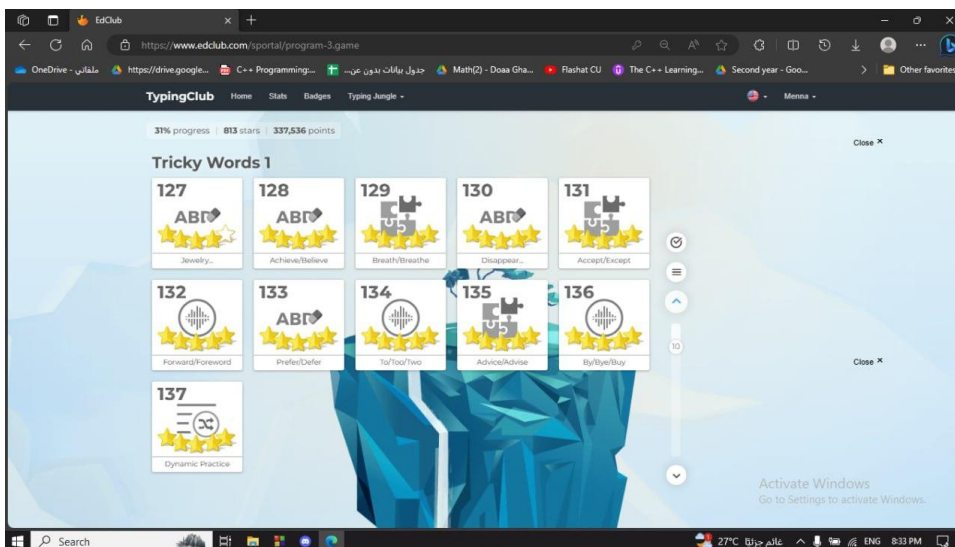 EdClub
https://www.edclub.com/sportal/program-3.game
OneDrive - ملفاتي
https://drive.google...
C++ Programming:...
جدول بيانات بدون عن...
Math(2) - Doaa Gha...
Flashat CU
The C++ Learning...
Second year - Goo...
Other favorites
TypingClub Home Stats Badges Typing Jungle Menna
31% progress 813 stars 337,536 points
Close ×
Tricky Words 1
127 128 129 130 131
ABC ABC ABC
Jewelry... Achieve/Believe Breath/Breathe Disappear... Accept/Except
132 133 134 135 136
ABC
10
Forward/Foreword Prefer/Defer To/Too/Two Advice/Advise By/Bye/Buy
Close ×
137
Dynamic Practice
Activate Windows
Go to Settings to activate Windows.
Search
27°C غائم جزئيًا ENG 8:33 PM